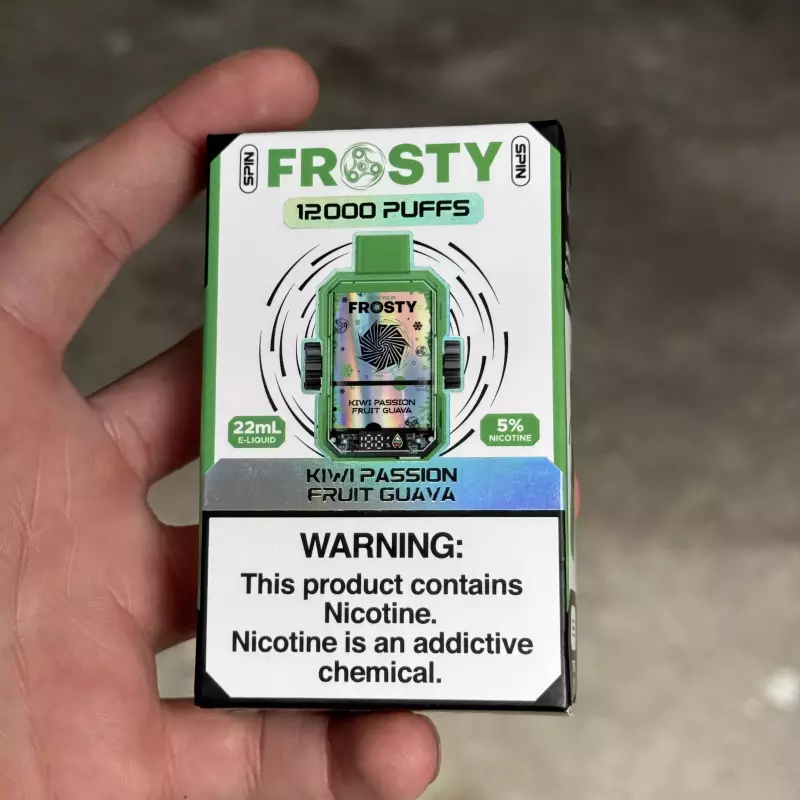 SPIN
FROSTY
SPIN
12000 PUFFS
FROSTY
KIWI PASSION
FRUIT GUAVA
22mL
E-LIQUID
5%
NICOTINE
KIWI PASSION
FRUIT GUAVA
WARNING:
This product contains
Nicotine.
Nicotine is an addictive
chemical.